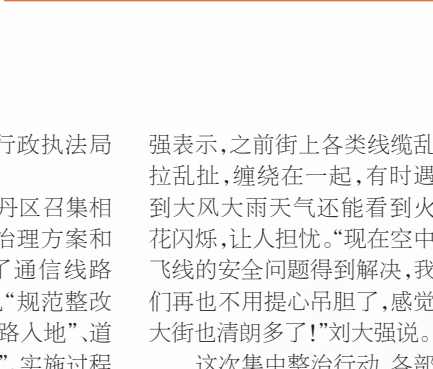 行政执法局
丹区召集相
治理方案和
了通信线路
“规范整改
路入地”、道
”,实施过程
强表示,之前街上各类线缆乱
拉乱扯,缠绕在一起,有时遇
到大风大雨天气还能看到火
花闪烁,让人担忧。“现在空中
飞线的安全问题得到解决,我
们再也不用提心吊胆了,感觉
大街也清朗多了!”刘大强说。
这次集中整治行动,各部